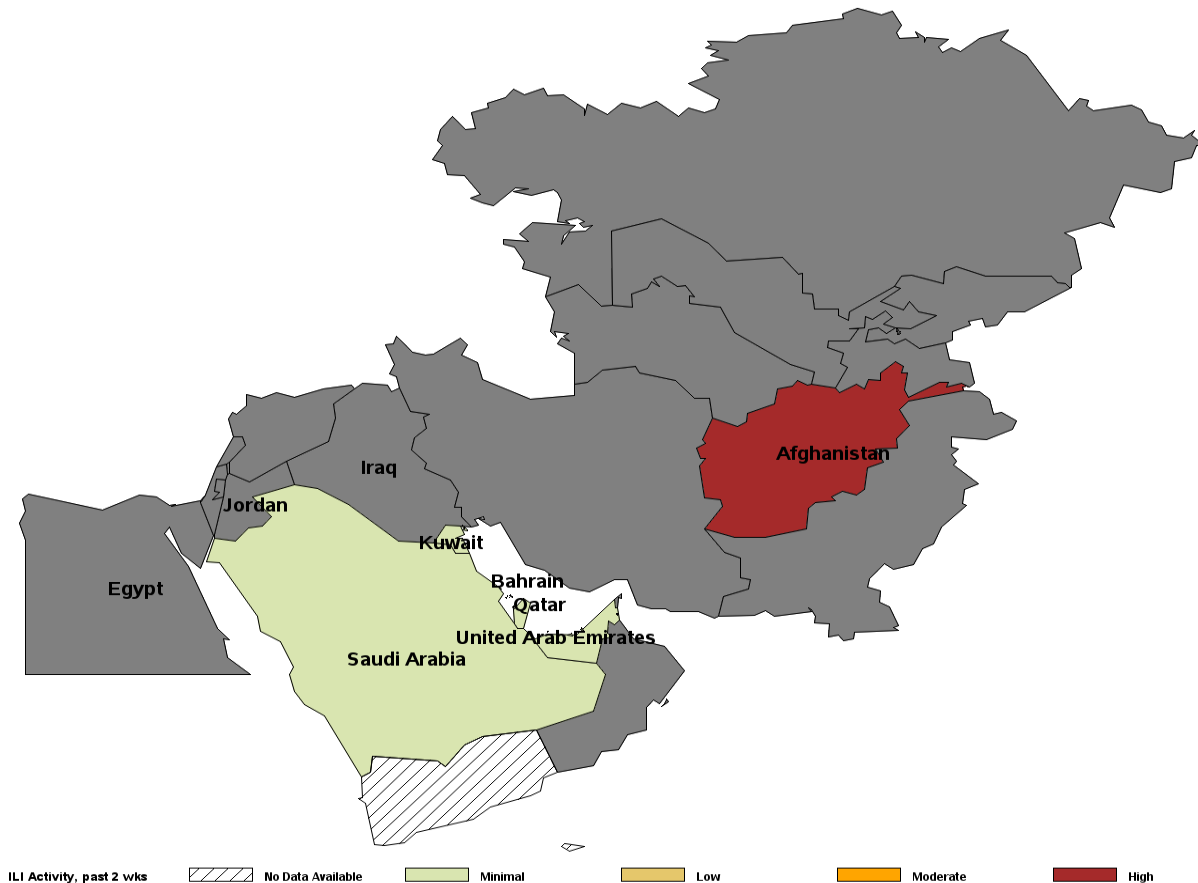 Afghanistan
Iraq
Jordan
Kuwait
Bahrain
Egypt
Qatar
United Arab Emirates
Saudi Arabia
ILI Activity, past 2 wks No Data Available Minimal Low Moderate High